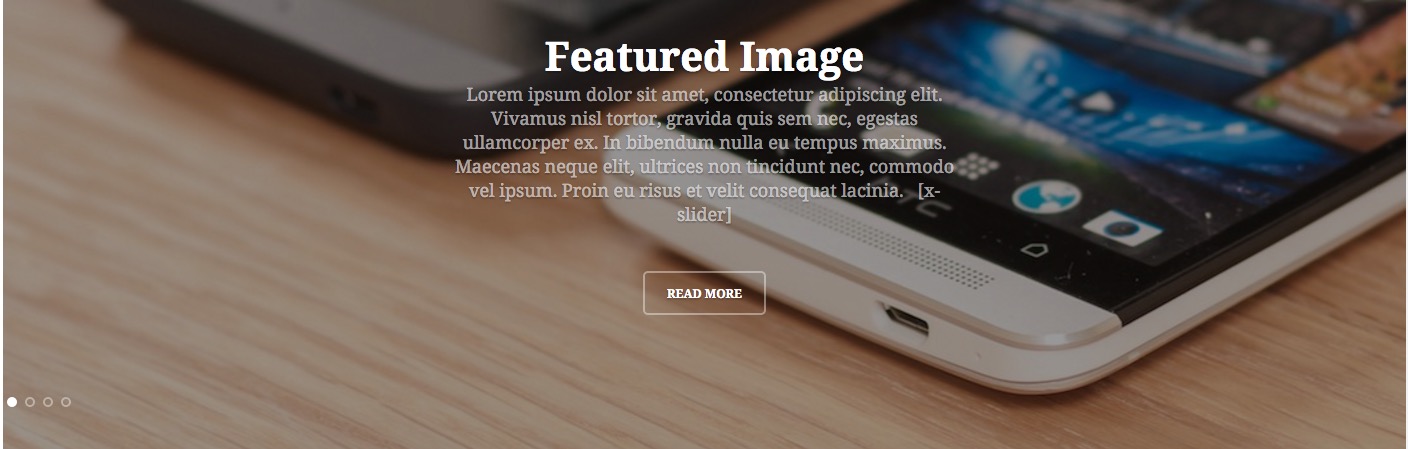 Featured Image
Lorem ipsum dolor sit amet, consectetur adipiscing elit.
Vivamus nisl tortor, gravida quis sem nec, egestas
ullamcorper ex. In bibendum nulla eu tempus maximus.
Maecenas neque elit, ultrices non tincidunt nec, commodo
vel ipsum. Proin eu risus et velit consequat lacinia.   [x-
slider]
READ MORE